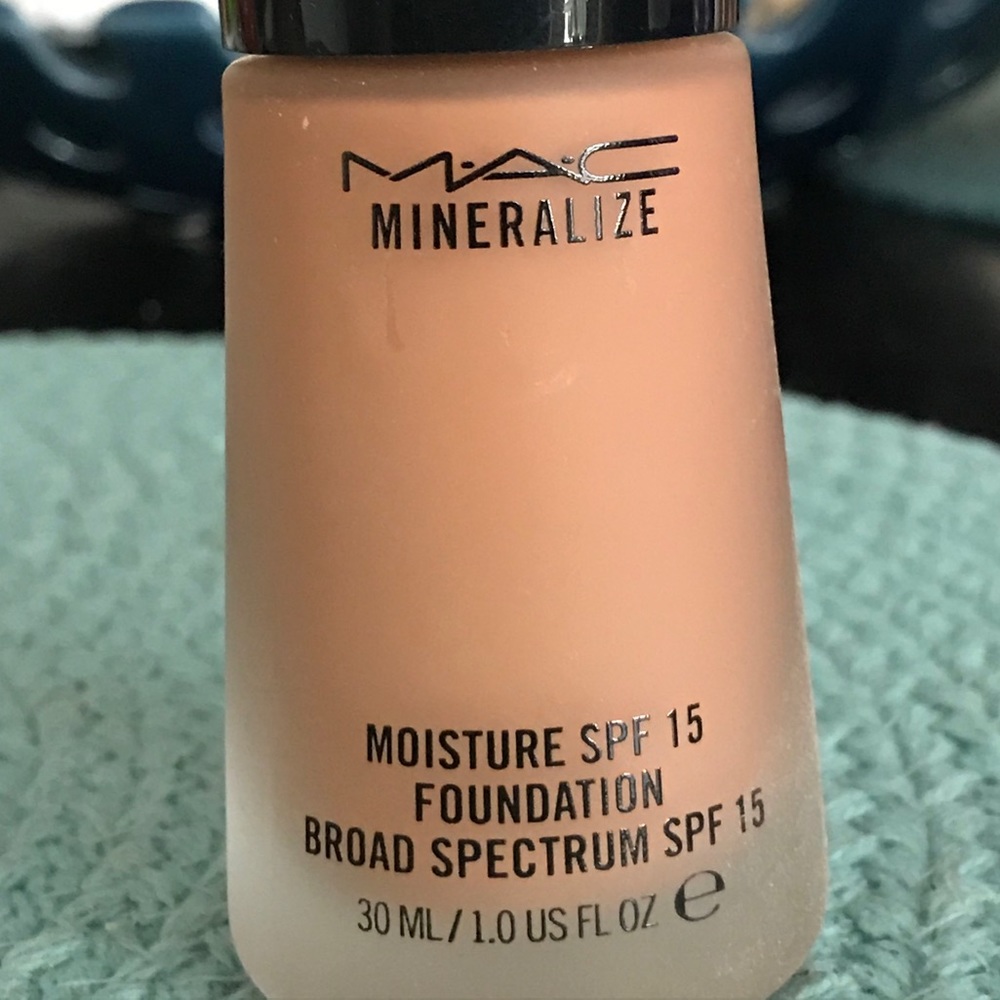 M·A·C
MINERALIZE
MOISTURE SPF 15
FOUNDATION
BROAD SPECTRUM SPF 15
30 ML / 1.0 US FL OZ ℮